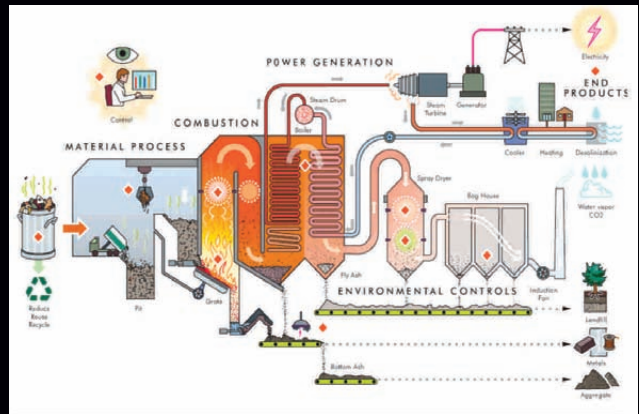 Electricity
POWER GENERATION
END
PRODUCTS
Steam Drum
Steam
Turbine
Generator
Control
COMBUSTION
Boiler
MATERIAL PROCESS
Cooler
Heating
Desalinization
Spray Dryer
Bag House
Water vapor
CO2
Fly Ash
ENVIRONMENTAL CONTROLS
Induction
Fan
Reduce
Reuse
Recycle
Pit
Grate
Landfill
Metals
Bottom Ash
Aggregate